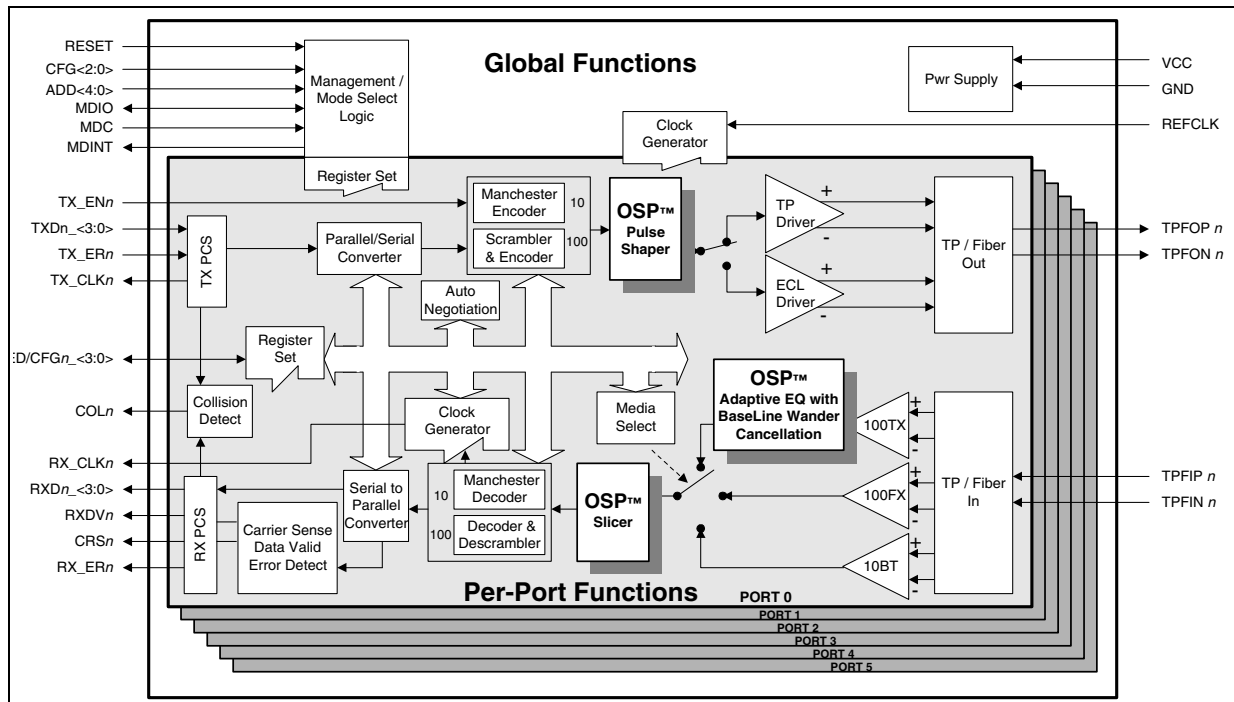 RESET
CFG<2:0>
ADD<4:0>
MDIO
MDC
MDINT
Management /
Mode Select
Logic
Register Set
Global Functions
Pwr Supply
VCC
GND
Clock
Generator
REFCLK
TX_ENn
TXDn_<3:0>
TX_ERn
TX_CLKn
TX PCS
Parallel/Serial
Converter
Manchester
Encoder
10
Scrambler
& Encoder
100
OSP™
Pulse
Shaper
TP
Driver
+
-
ECL
Driver
+
-
TP / Fiber
Out
TPFOP n
TPFON n
Auto
Negotiation
ED/CFGn_<3:0>
Register
Set
COLn
Collision
Detect
Clock
Generator
Media
Select
OSP™
Adaptive EQ with
BaseLine Wander
Cancellation
100TX
+
-
100FX
+
-
10BT
+
-
TP / Fiber
In
TPFIP n
TPFIN n
RX_CLKn
RXDn_<3:0>
RXDVn
CRSn
RX_ERn
RX PCS
Carrier Sense
Data Valid
Error Detect
Serial to
Parallel
Converter
10
Manchester
Decoder
100
Decoder &
Descrambler
OSP™
Slicer
Per-Port Functions
PORT 0
PORT 1
PORT 2
PORT 3
PORT 4
PORT 5